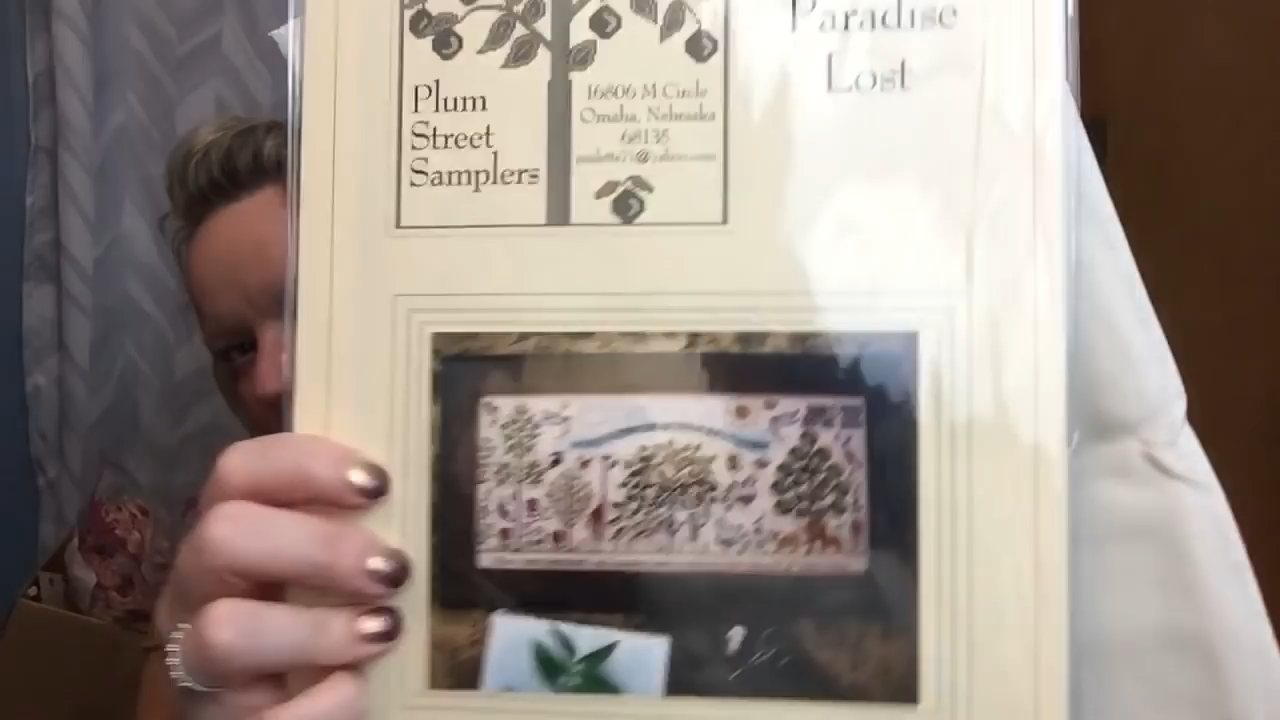 Plum
Street
Samplers
16806 M Circle
Omaha, Nebraska
68135
Paradise
Lost